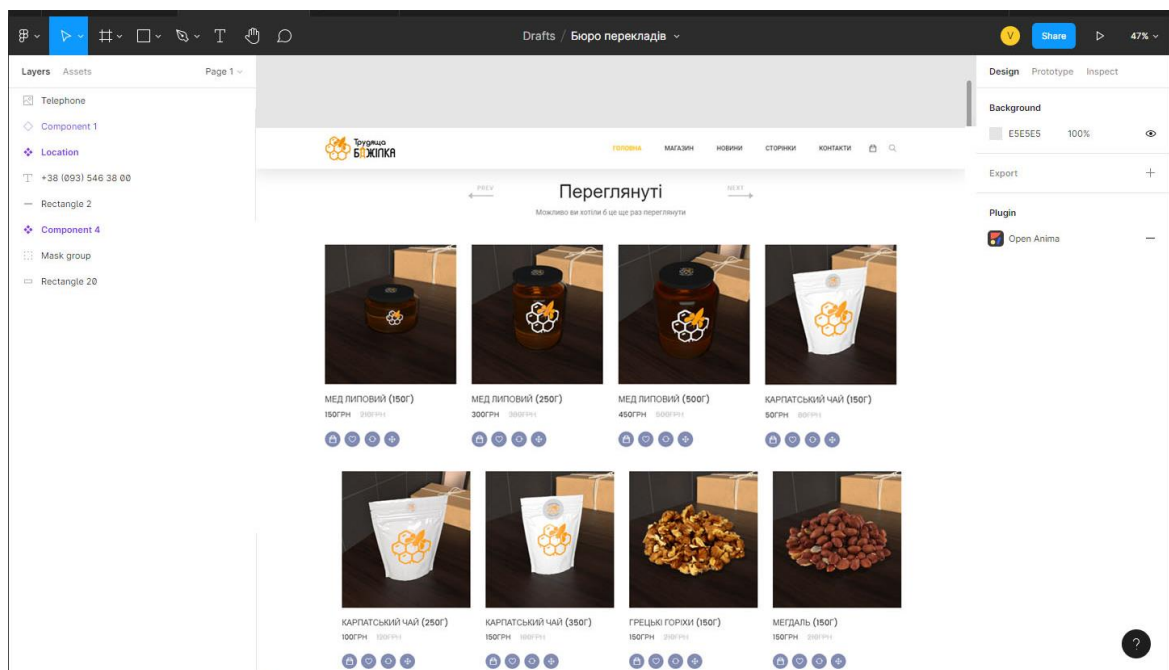 Drafts / Бюро перекладів
V
Share
47%
Layers Assets Page 1
Telephone
Component 1
Location
+38 (093) 546 38 00
Rectangle 2
Component 4
Mask group
Rectangle 20
Трудяща
БДЖІЛКА
ГОЛОВНА МАГАЗИН НОВИНИ СТОРІНКИ КОНТАКТИ
PREV Переглянуті NEXT
Можливо ви хотіли б це ще раз переглянути
МЕД ЛИПОВИЙ (150Г) МЕД ЛИПОВИЙ (250Г) МЕД ЛИПОВИЙ (500Г) КАРПАТСЬКИЙ ЧАЙ (150Г)
150ГРН 210ГРН 300ГРН 450ГРН 50ГРН
КАРПАТСЬКИЙ ЧАЙ (250Г) КАРПАТСЬКИЙ ЧАЙ (350Г) ГРЕЦЬКІ ГОРІХИ (150Г) МЕГДАЛЬ (150Г)
100ГРН 150ГРН 150ГРН 210ГРН 150ГРН 210ГРН
Design Prototype Inspect
Background
E5E5E5 100%
Export
Plugin
Open Anima
?